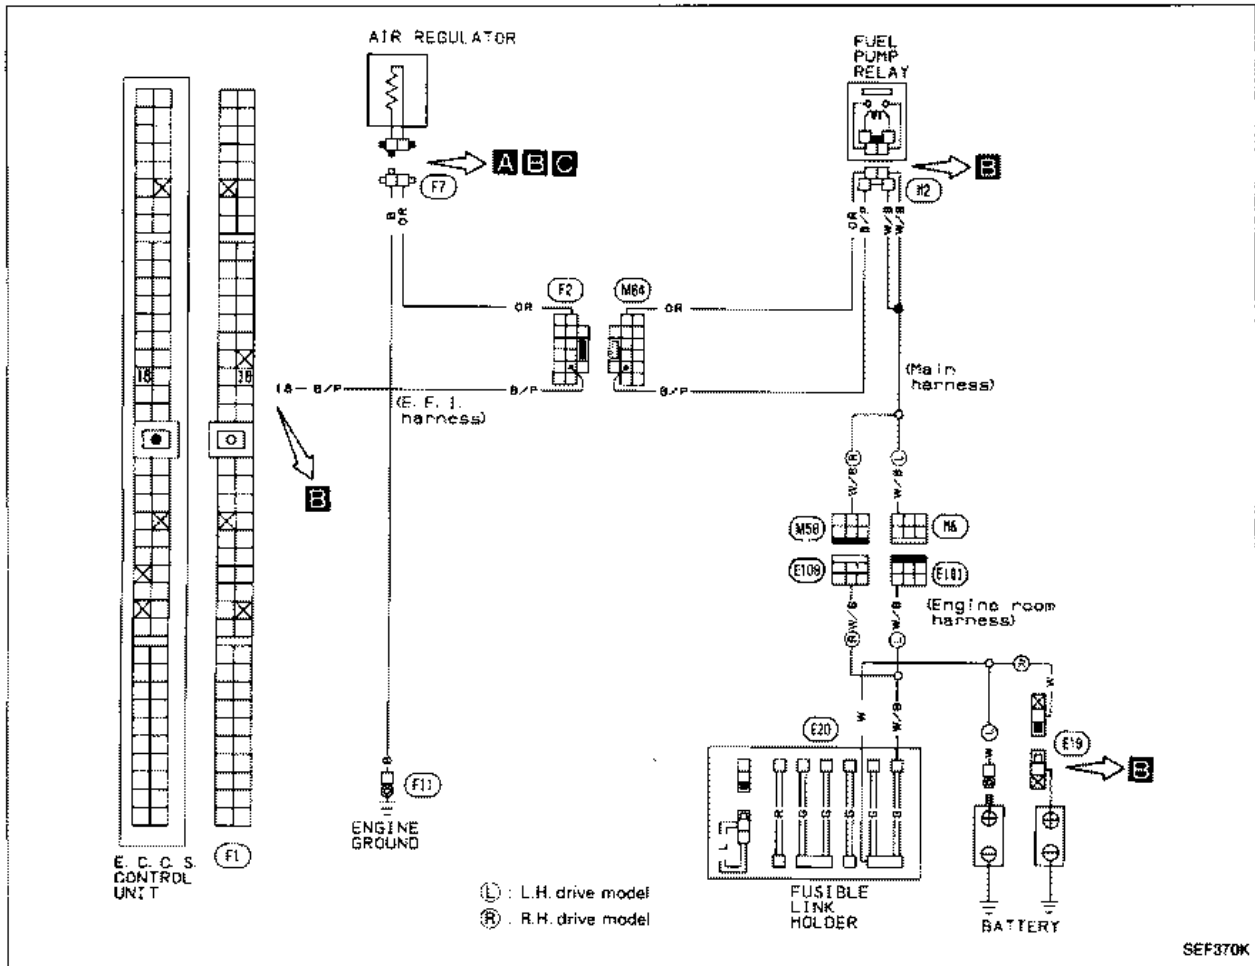 AIR REGULATOR
FUEL
PUMP
RELAY
A B C
B
F7
M2
B
OR
OR
B/P
W/B
W/B
F2
M64
OR
OR
18
18
18 - B/P
B/P
B/P
(E.F.I.
harness)
(Main
harness)
B
R
L
W/B
W/B
M50
M6
E108
E101
(Engine room
harness)
W/B
W/B
R
L
R
W
W
W/B
L
W
E20
E19
B
B
F11
ENGINE
GROUND
R
G
G
G
G
B
L
E.C.C.S.
CONTROL
UNIT
F1
FUSIBLE
LINK
HOLDER
BATTERY
L : L.H. drive model
R : R.H. drive model
SEF370K